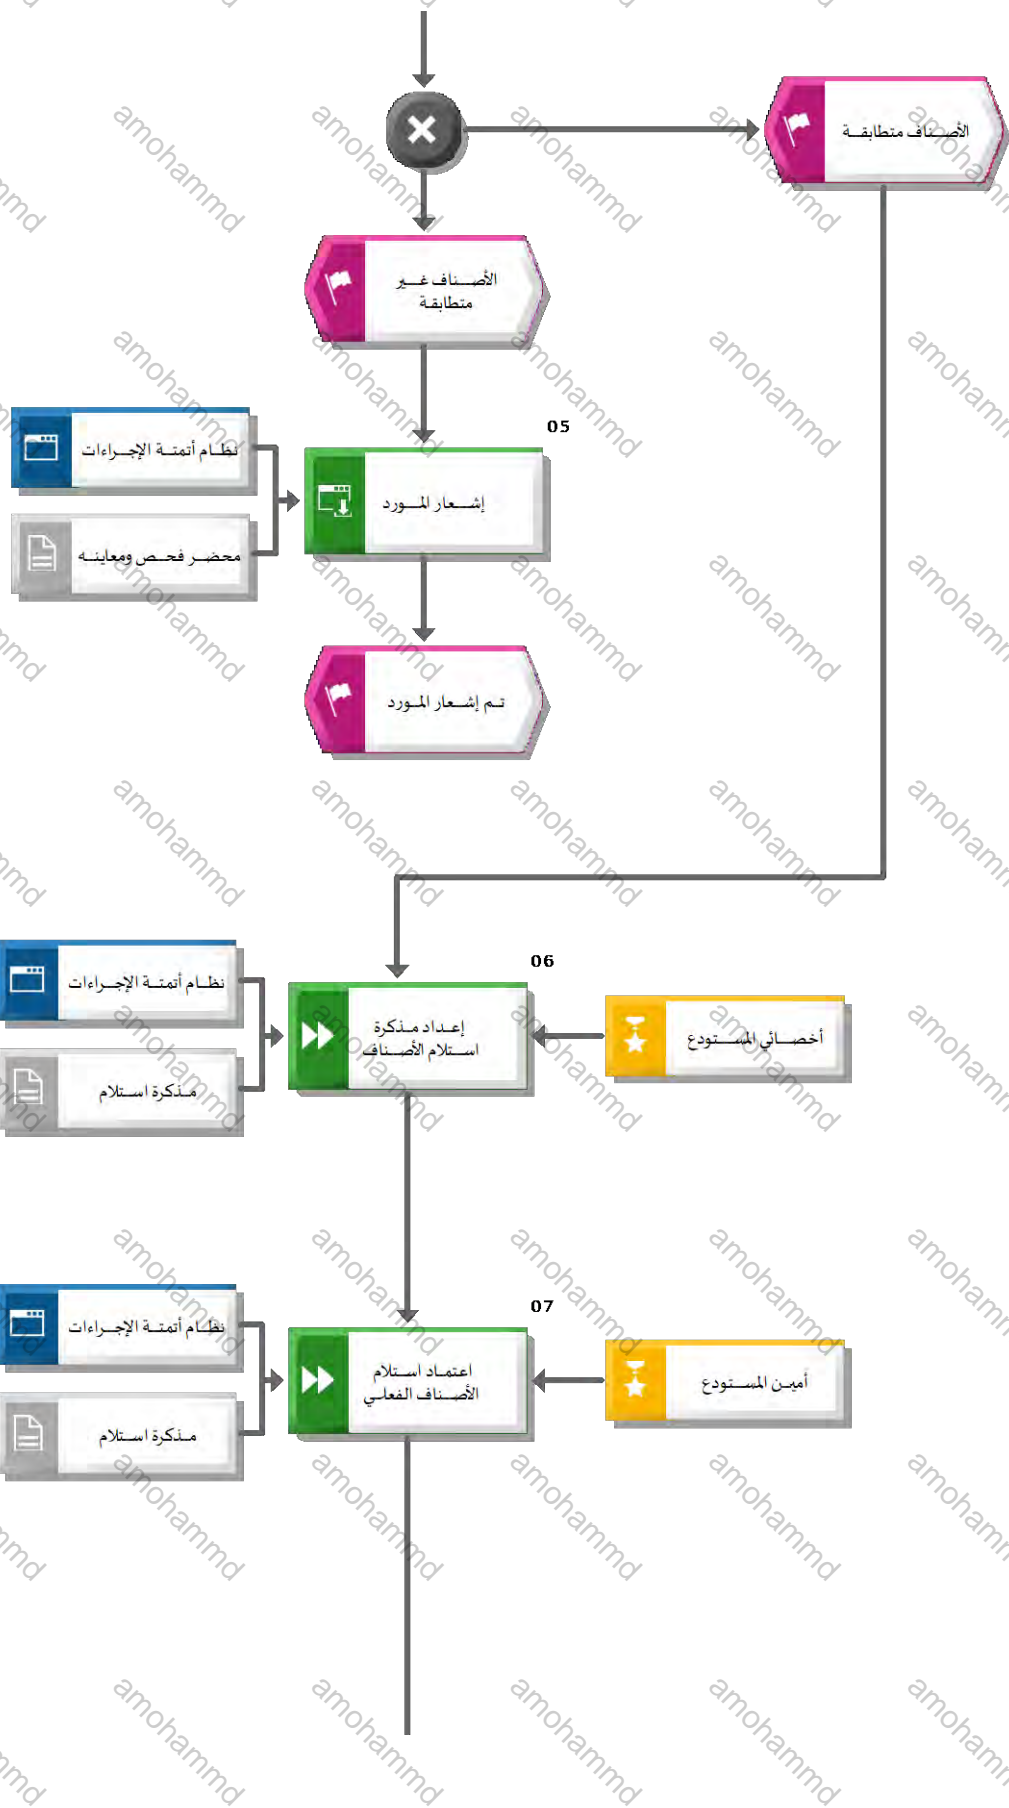 الأصناف متطابقة
الأصناف غير
متطابقة
05
نظام أتمتة الإجراءات
إشعار المورد
محضر فحص ومعاينه
تم إشعار المورد
06
نظام أتمتة الإجراءات
إعداد مذكرة
استلام الأصناف
أخصائي المستودع
مذكرة استلام
07
نظام أتمتة الإجراءات
اعتماد استلام
الأصناف الفعلي
أمين المستودع
مذكرة استلام
amohammd